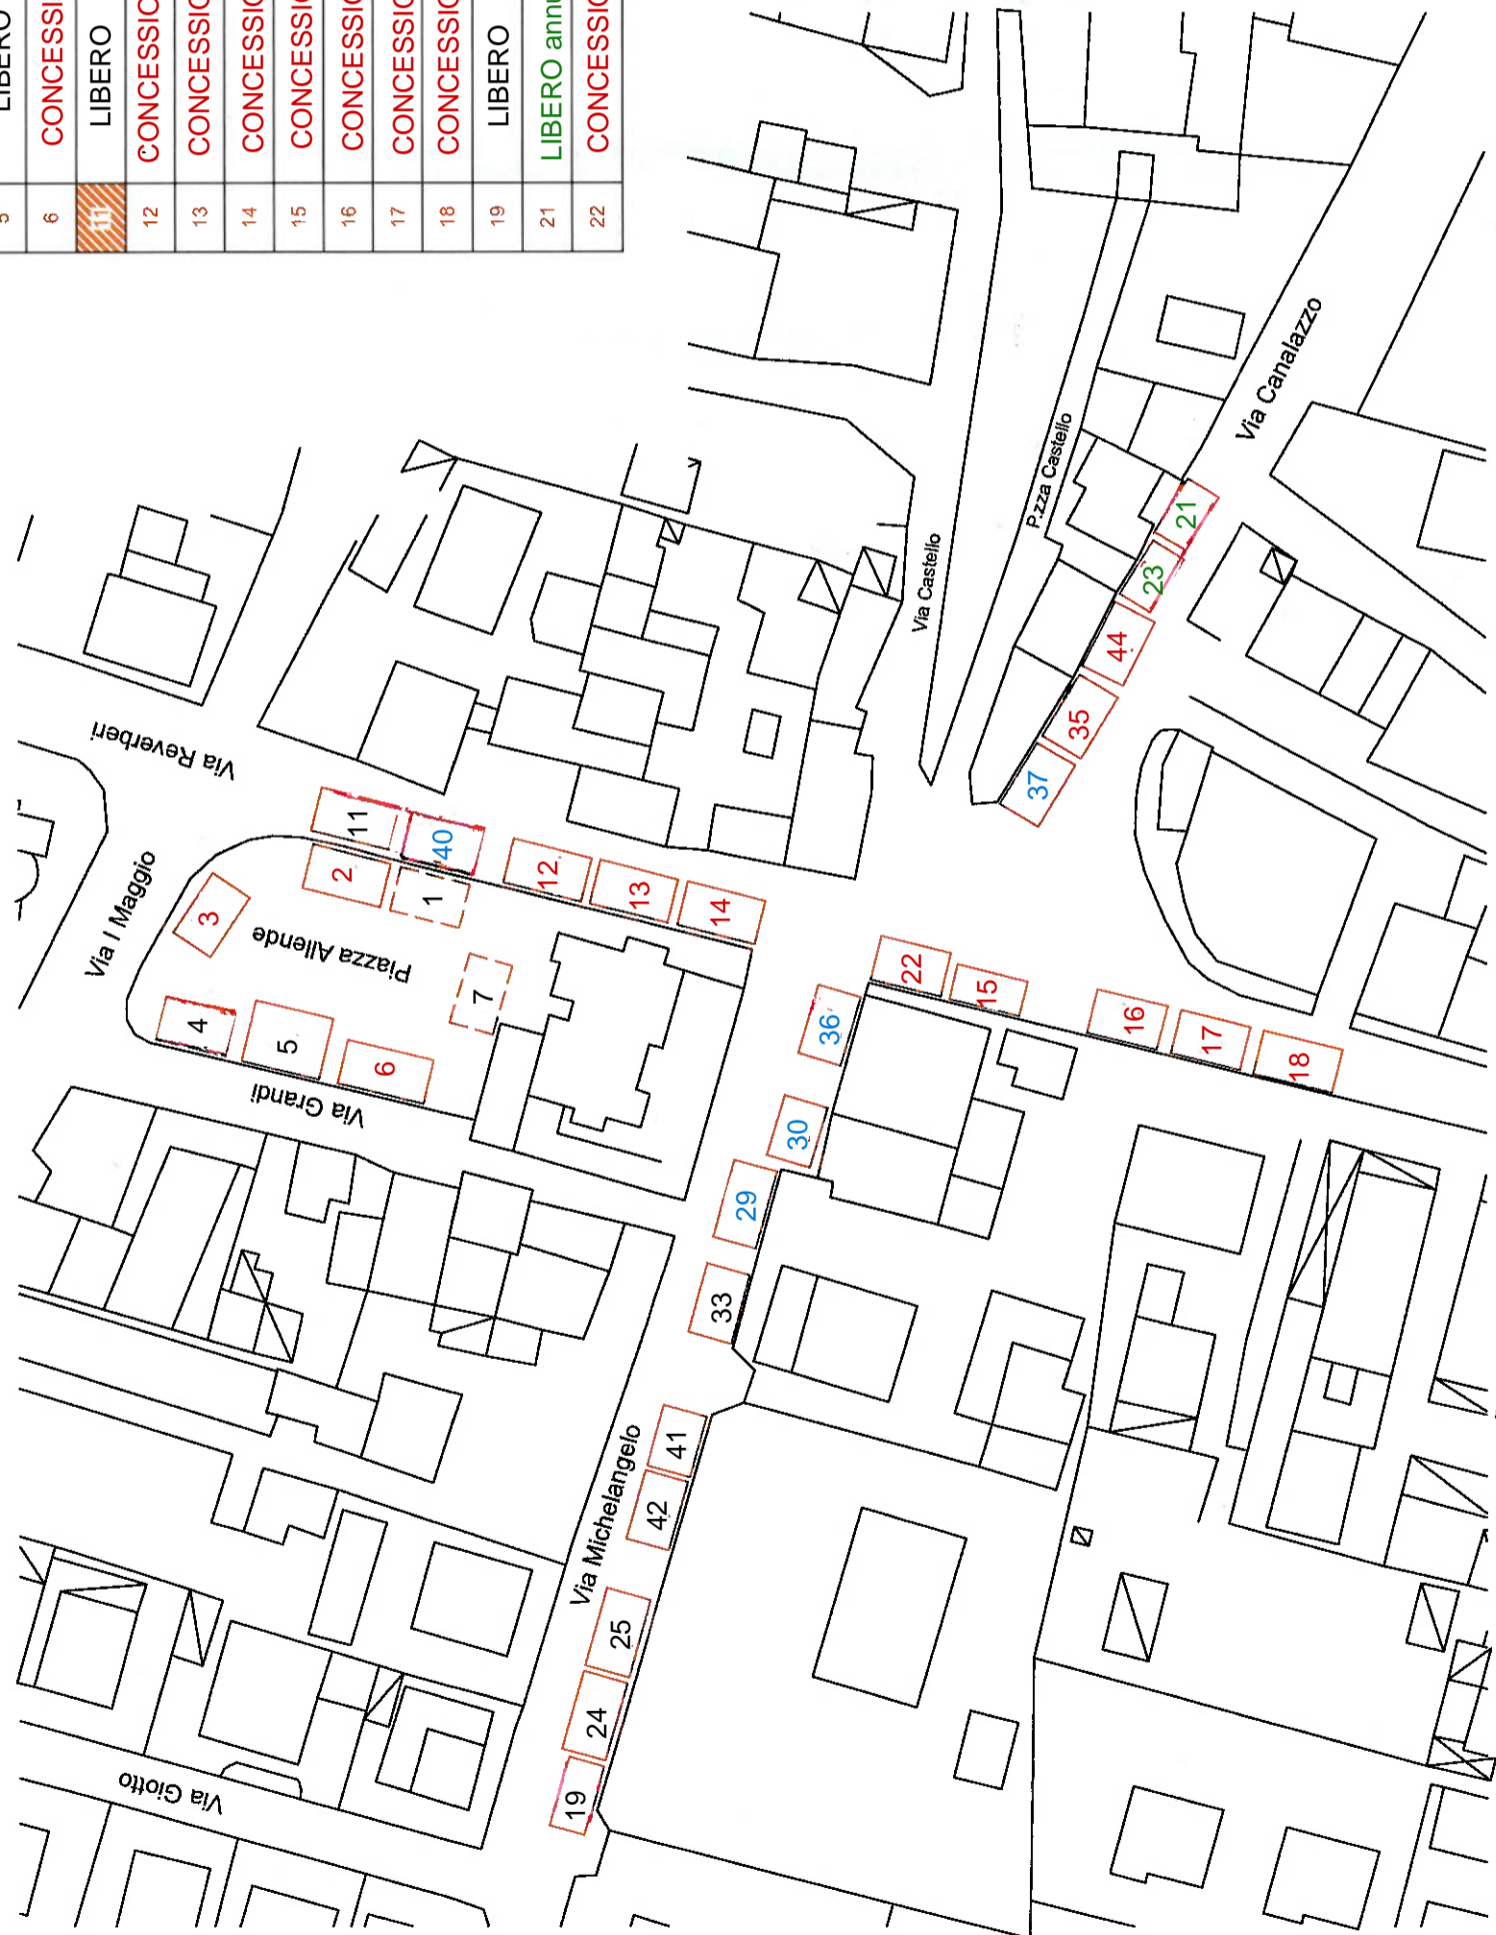 5 LIBERO
6 CONCESSI
11 LIBERO
12 CONCESSIO
13 CONCESSIO
14 CONCESSIO
15 CONCESSIO
16 CONCESSIO
17 CONCESSIO
18 CONCESSIO
19 LIBERO
21 LIBERO annu
22 CONCESSIO
Via Reverberi
Via I Maggio
Piazza Allende
Via Grandi
Via Giotto
Via Michelangelo
Via Castello
P.zza Castello
Via Canalazzo
3
2
11
40
1
7
4
5
6
12
13
14
22
15
16
17
18
36
30
29
33
41
42
25
24
19
37
35
44
23
21